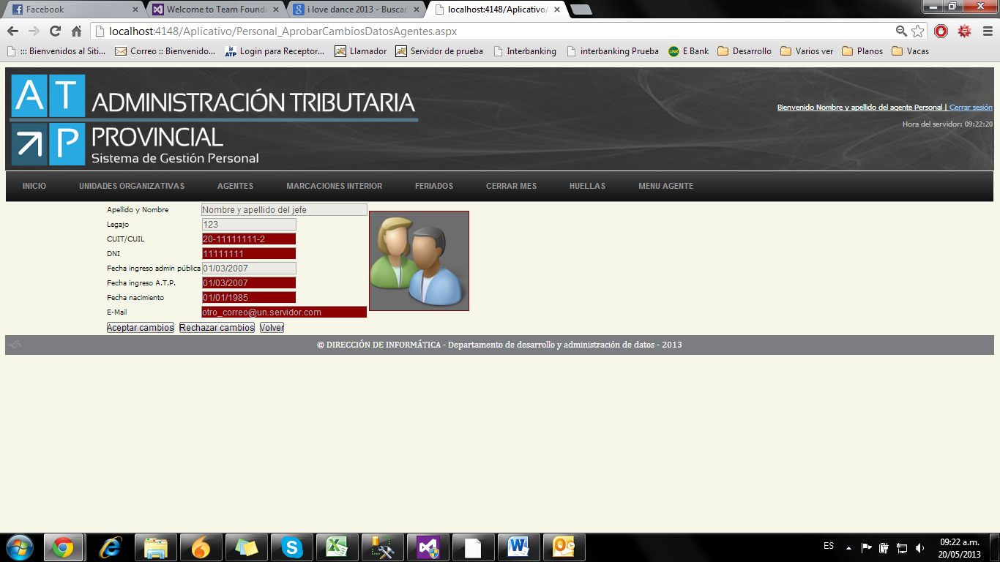 Facebook
Welcome to Team Founda
i love dance 2013 - Buscar
localhost:4148/Aplicativo/
localhost:4148/Aplicativo/Personal_AprobarCambiosDatosAgentes.aspx
::: Bienvenidos al Siti...
Correo :: Bienvenido...
Login para Receptor...
Llamador
Servidor de prueba
Interbanking
interbanking Prueba
E Bank
Desarrollo
Varios ver
Planos
Vacas
A T
P
ADMINISTRACIÓN TRIBUTARIA
PROVINCIAL
Sistema de Gestión Personal
Bienvenido Nombre y apellido del agente Personal | Cerrar sesión
Hora del servidor: 09:22:20
INICIO
UNIDADES ORGANIZATIVAS
AGENTES
MARCACIONES INTERIOR
FERIADOS
CERRAR MES
HUELLAS
MENU AGENTE
Apellido y Nombre Nombre y apellido del jefe
Legajo 123
CUIT/CUIL 20-11111111-2
DNI 11111111
Fecha ingreso admin pública 01/03/2007
Fecha ingreso A.T.P. 01/03/2007
Fecha nacimiento 01/01/1985
E-Mail otro_correo@un.servidor.com
Aceptar cambios Rechazar cambios Volver
© DIRECCIÓN DE INFORMÁTICA - Departamento de desarrollo y administración de datos - 2013
ES
09:22 a.m.
20/05/2013